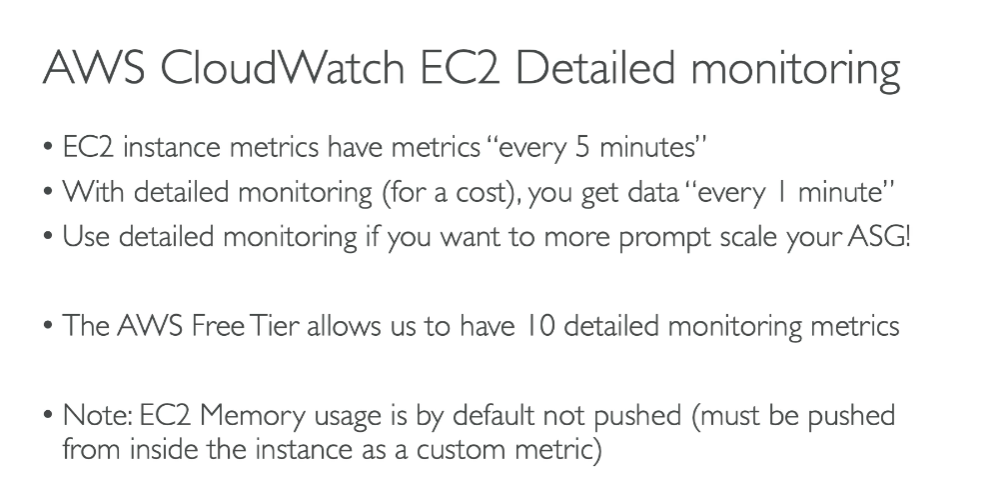 AWS CloudWatch EC2 Detailed monitoring
• EC2 instance metrics have metrics “every 5 minutes”
• With detailed monitoring (for a cost), you get data “every 1 minute”
• Use detailed monitoring if you want to more prompt scale your ASG!
• The AWS Free Tier allows us to have 10 detailed monitoring metrics
• Note: EC2 Memory usage is by default not pushed (must be pushed
from inside the instance as a custom metric)